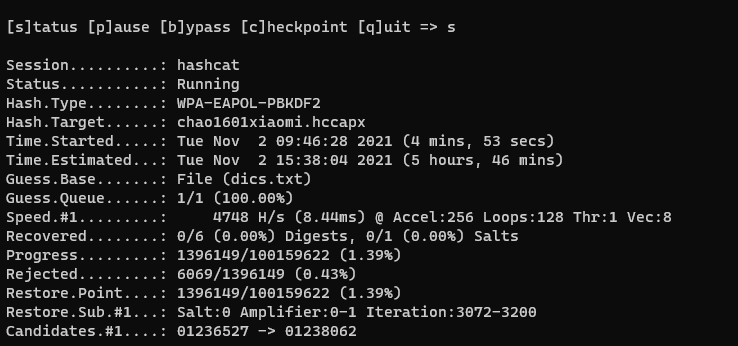 [s]tatus [p]ause [b]ypass [c]heckpoint [q]uit => s
Session..........: hashcat
Status...........: Running
Hash.Type........: WPA-EAPOL-PBKDF2
Hash.Target......: chao1601xiaomi.hccapx
Time.Started.....: Tue Nov  2 09:46:28 2021 (4 mins, 53 secs)
Time.Estimated...: Tue Nov  2 15:38:04 2021 (5 hours, 46 mins)
Guess.Base.......: File (dics.txt)
Guess.Queue......: 1/1 (100.00%)
Speed.#1.........:     4748 H/s (8.44ms) @ Accel:256 Loops:128 Thr:1 Vec:8
Recovered........: 0/6 (0.00%) Digests, 0/1 (0.00%) Salts
Progress.........: 1396149/100159622 (1.39%)
Rejected.........: 6069/1396149 (0.43%)
Restore.Point....: 1396149/100159622 (1.39%)
Restore.Sub.#1...: Salt:0 Amplifier:0-1 Iteration:3072-3200
Candidates.#1....: 01236527 -> 01238062